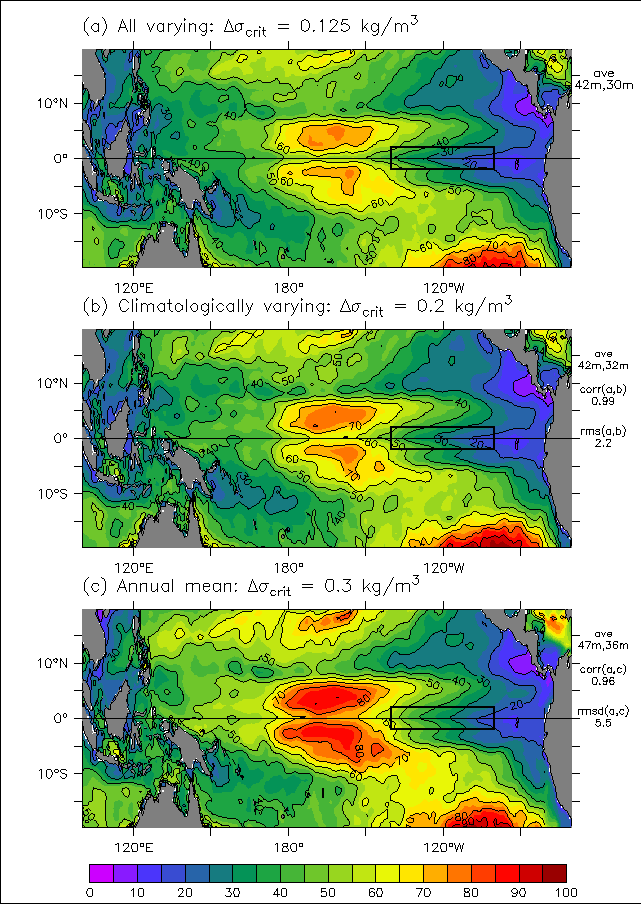 (a) All varying: Δσcrit = 0.125 kg/m³
ave
42m,30m
10°N
0°
10°S
120°E 180° 120°W
(b) Climatologically varying: Δσcrit = 0.2 kg/m³
ave
42m,32m
10°N
corr(a,b)
0.99
0°
rms(a,b)
2.2
10°S
120°E 180° 120°W
(c) Annual mean: Δσcrit = 0.3 kg/m³
ave
47m,36m
10°N
corr(a,c)
0.96
0°
rmsd(a,c)
5.5
10°S
120°E 180° 120°W
0 10 20 30 40 50 60 70 80 90 100